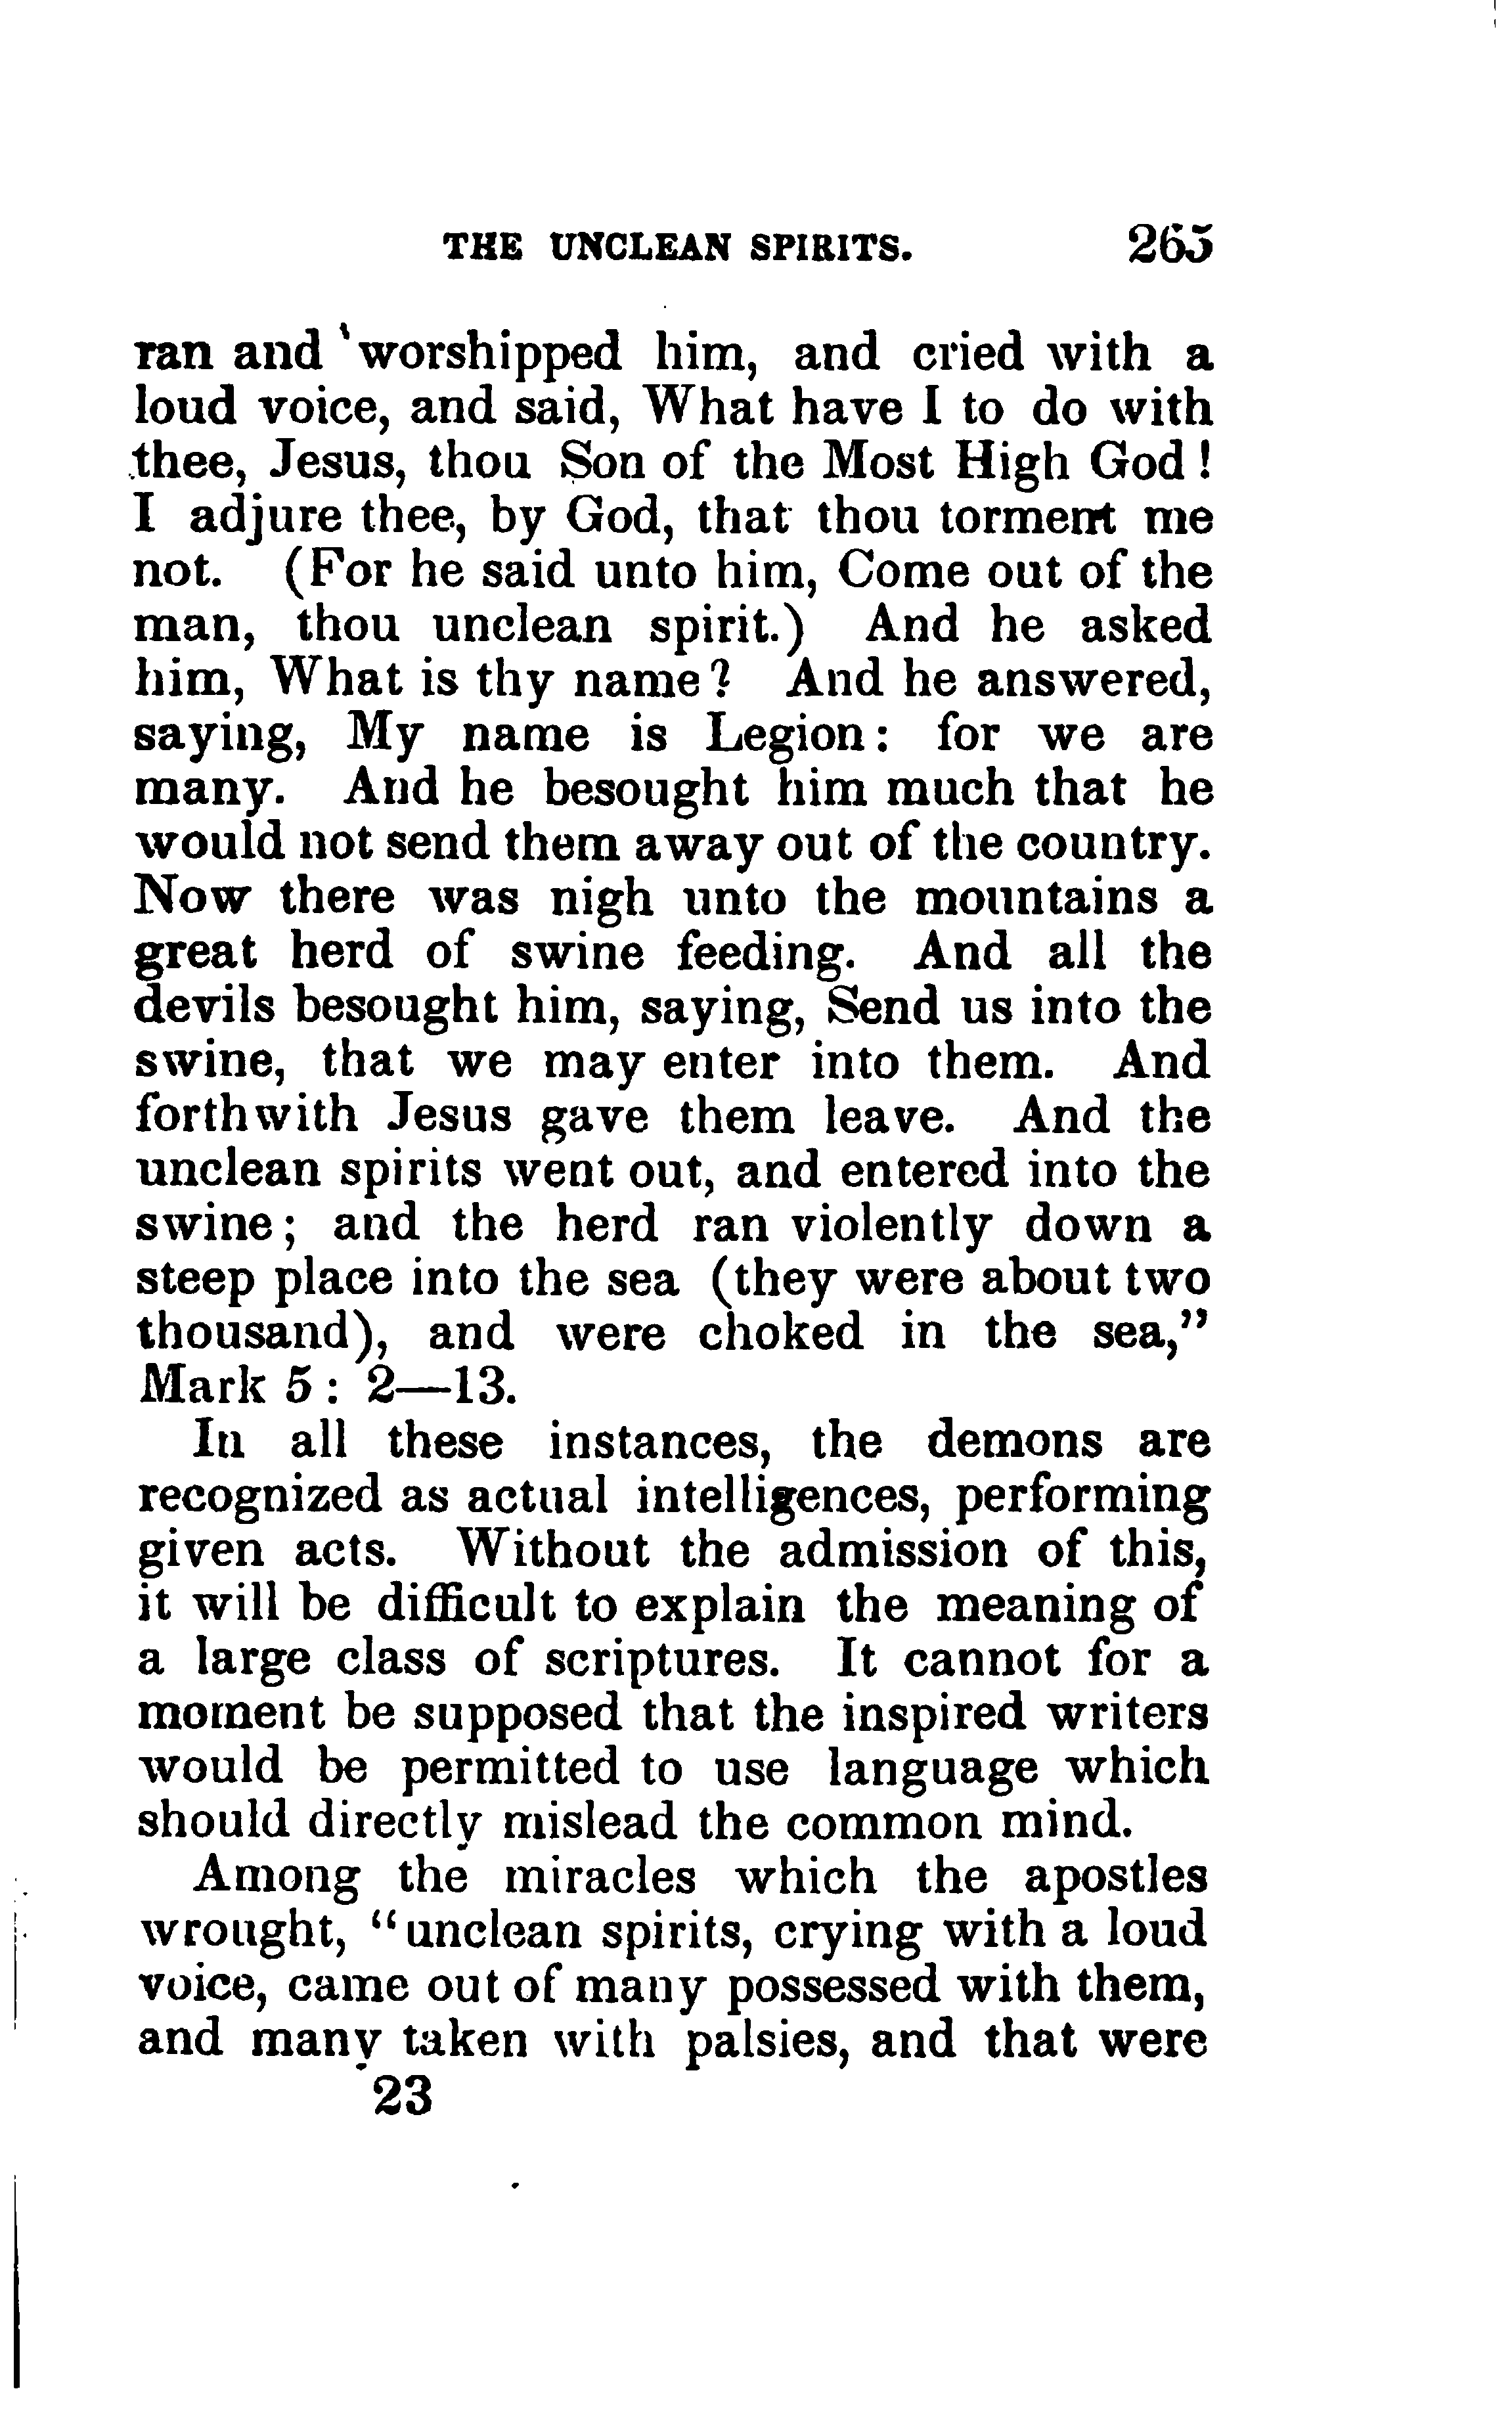 THE UNCLEAN SPIRITS. 265
ran and worshipped him, and cried with a
loud voice, and said, What have I to do with
thee, Jesus, thou Son of the Most High God!
I adjure thee, by God, that thou torment me
not. (For he said unto him, Come out of the
man, thou unclean spirit.) And he asked
him, What is thy name? And he answered,
saying, My name is Legion: for we are
many. And he besought him much that he
would not send them away out of the country.
Now there was nigh unto the mountains a
great herd of swine feeding. And all the
devils besought him, saying, Send us into the
swine, that we may enter into them. And
forthwith Jesus gave them leave. And the
unclean spirits went out, and entered into the
swine; and the herd ran violently down a
steep place into the sea (they were about two
thousand), and were choked in the sea,”
Mark 5: 2—13.
In all these instances, the demons are
recognized as actual intelligences, performing
given acts. Without the admission of this,
it will be difficult to explain the meaning of
a large class of scriptures. It cannot for a
moment be supposed that the inspired writers
would be permitted to use language which
should directly mislead the common mind.
Among the miracles which the apostles
wrought, “unclean spirits, crying with a loud
voice, came out of many possessed with them,
and many taken with palsies, and that were
23